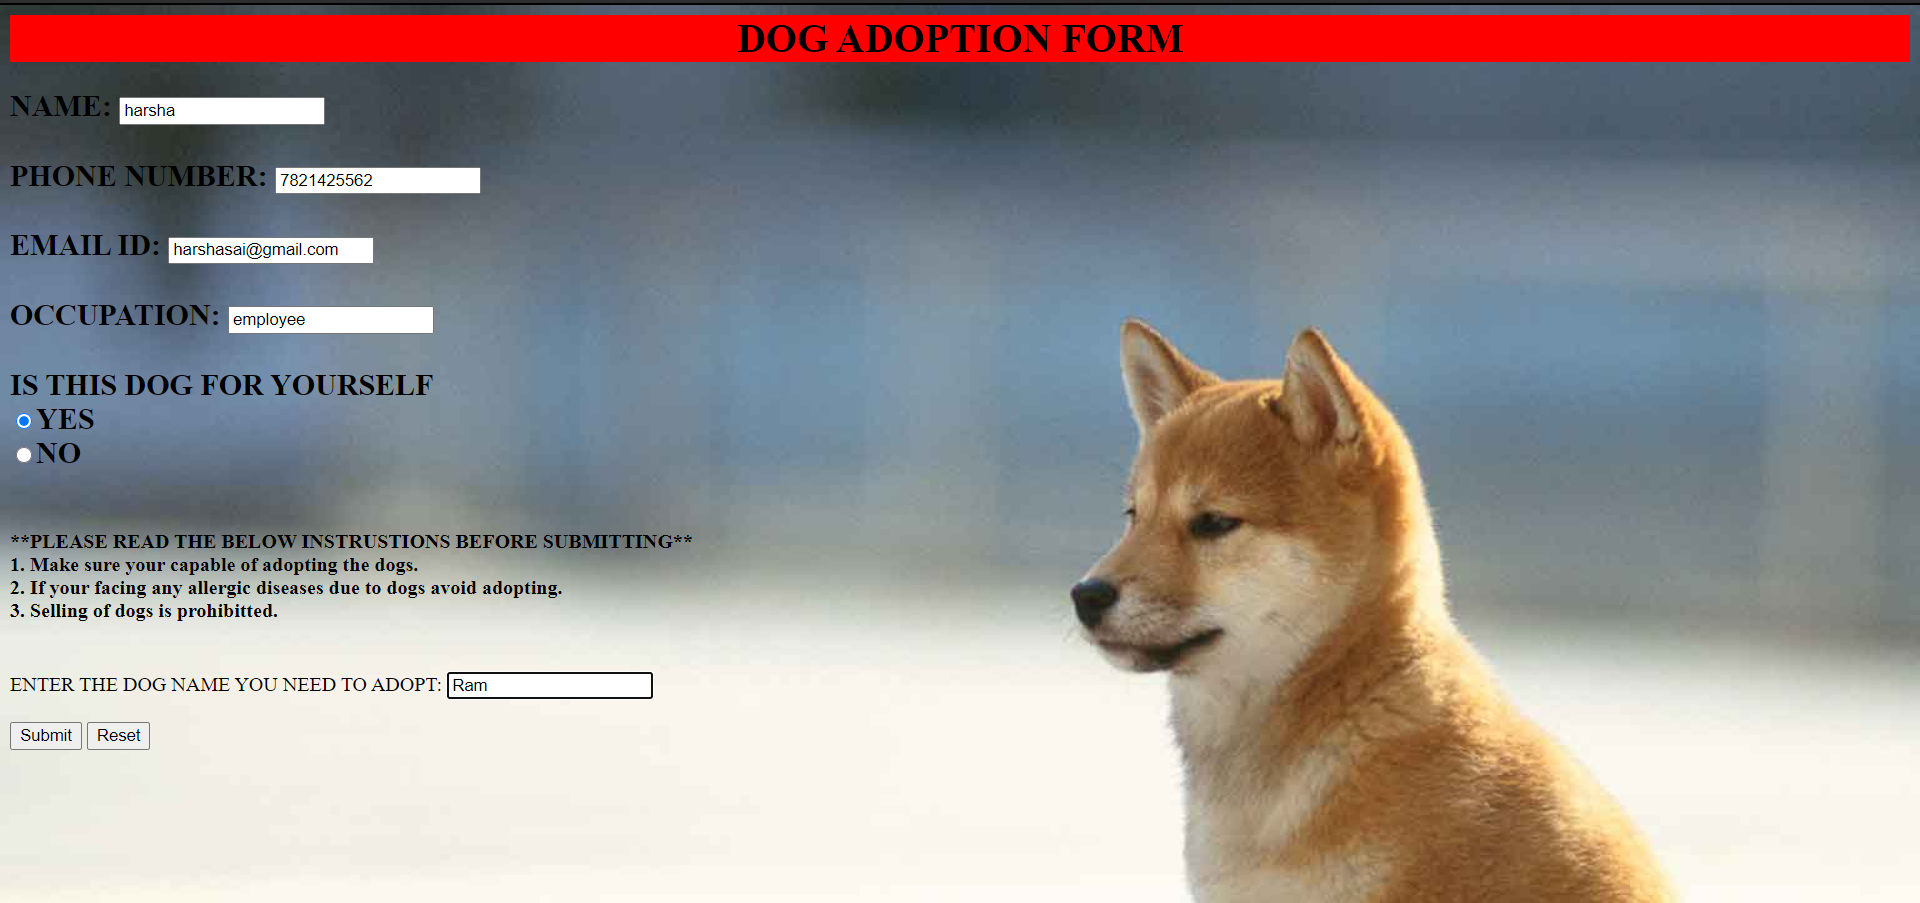 DOG ADOPTION FORM
NAME: harsha
PHONE NUMBER: 7821425562
EMAIL ID: harshasai@gmail.com
OCCUPATION: employee
IS THIS DOG FOR YOURSELF
YES
NO
**PLEASE READ THE BELOW INSTRUSTIONS BEFORE SUBMITTING**
1. Make sure your capable of adopting the dogs.
2. If your facing any allergic diseases due to dogs avoid adopting.
3. Selling of dogs is prohibitted.
ENTER THE DOG NAME YOU NEED TO ADOPT: Ram
Submit Reset